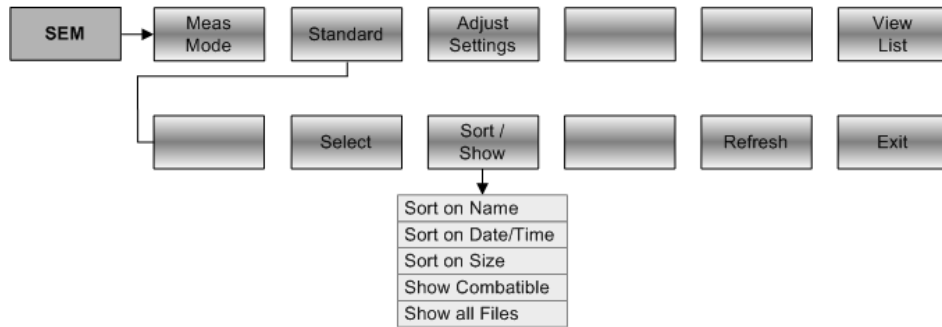 SEM
Meas
Mode
Standard
Adjust
Settings
View
List
Select
Sort /
Show
Refresh
Exit
Sort on Name
Sort on Date/Time
Sort on Size
Show Combatible
Show all Files